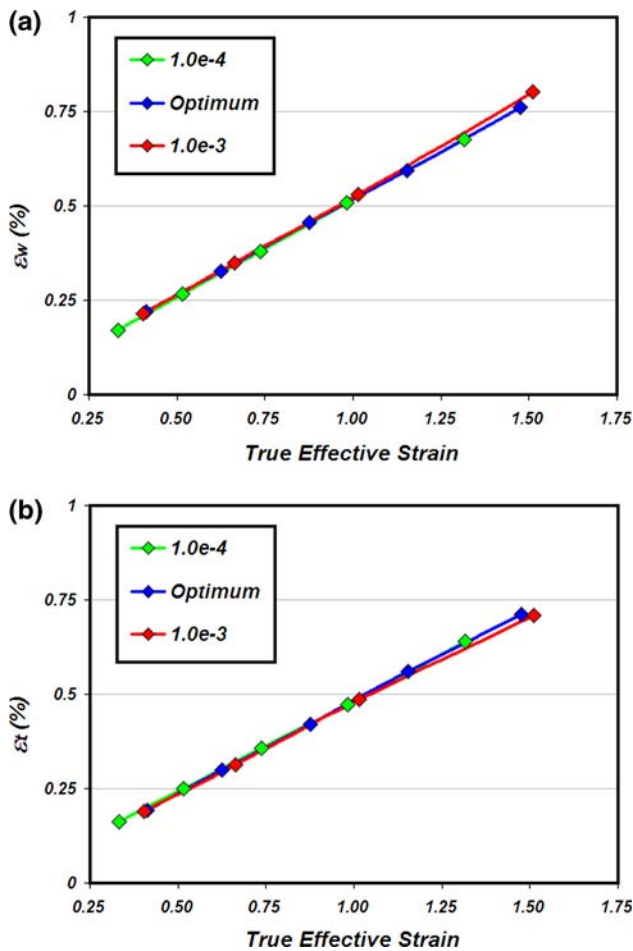 (a)
1
0.75
0.5
0.25
0
εw (%)
1.0e-4
Optimum
1.0e-3
0.25 0.50 0.75 1.00 1.25 1.50 1.75
True Effective Strain
(b)
1
0.75
0.5
0.25
0
εt (%)
1.0e-4
Optimum
1.0e-3
0.25 0.50 0.75 1.00 1.25 1.50 1.75
True Effective Strain